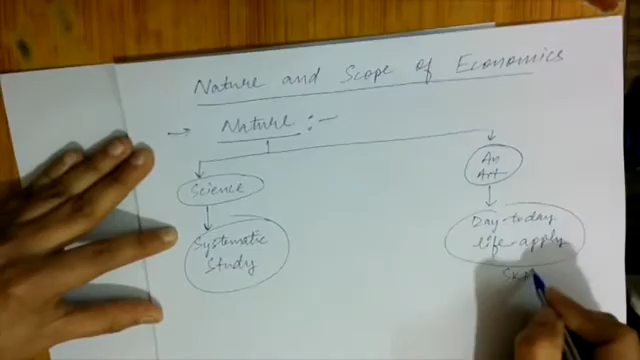 Nature and Scope of Economics
→ Nature :-
Science
An
Art
Systematic
Study
Day-today
life-apply